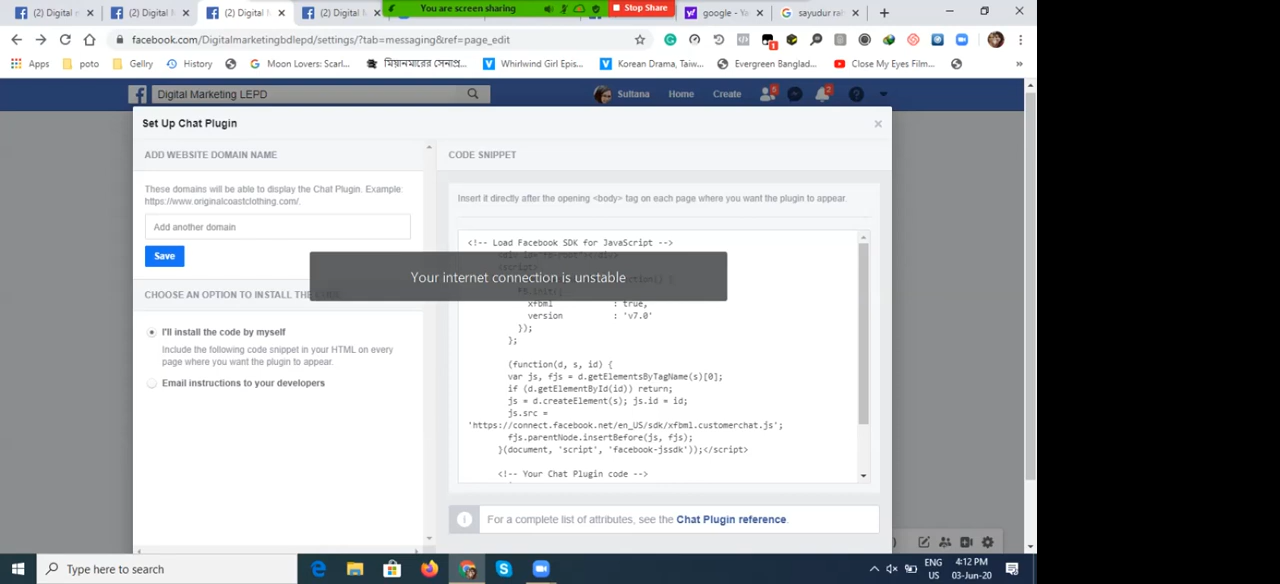 (2) Digital m
(2) Digital M
(2) Digital M
(2) Digital M
You are screen sharing
Stop Share
google - Ya
sayudur rah
facebook.com/Digitalmarketingbdlepd/settings/?tab=messaging&ref=page_edit
Apps
poto
Gellry
History
Moon Lovers: Scarl...
Whirlwind Girl Epis...
Korean Drama, Taiw...
Evergreen Banglad...
Close My Eyes Film...
»
Digital Marketing LEPD
Sultana
Home
Create
5
2
Set Up Chat Plugin
ADD WEBSITE DOMAIN NAME
These domains will be able to display the Chat Plugin. Example:
https://www.originalcoastclothing.com/.
Add another domain
Save
CHOOSE AN OPTION TO INSTALL THE
I'll install the code by myself
Include the following code snippet in your HTML on every
page where you want the plugin to appear.
Email instructions to your developers
CODE SNIPPET
Insert it directly after the opening <body> tag on each page where you want the plugin to appear.
<!-- Load Facebook SDK for JavaScript -->
Your internet connection is unstable
xfbml : true,
version : 'v7.0'
});
};
(function(d, s, id) {
var js, fjs = d.getElementsByTagName(s)[0];
if (d.getElementById(id)) return;
js = d.createElement(s); js.id = id;
js.src =
'https://connect.facebook.net/en_US/sdk/xfbml.customerchat.js';
fjs.parentNode.insertBefore(js, fjs);
}(document, 'script', 'facebook-jssdk'));</script>
<!-- Your Chat Plugin code -->
For a complete list of attributes, see the Chat Plugin reference.
Type here to search
ENG
US
4:12 PM
03-Jun-20